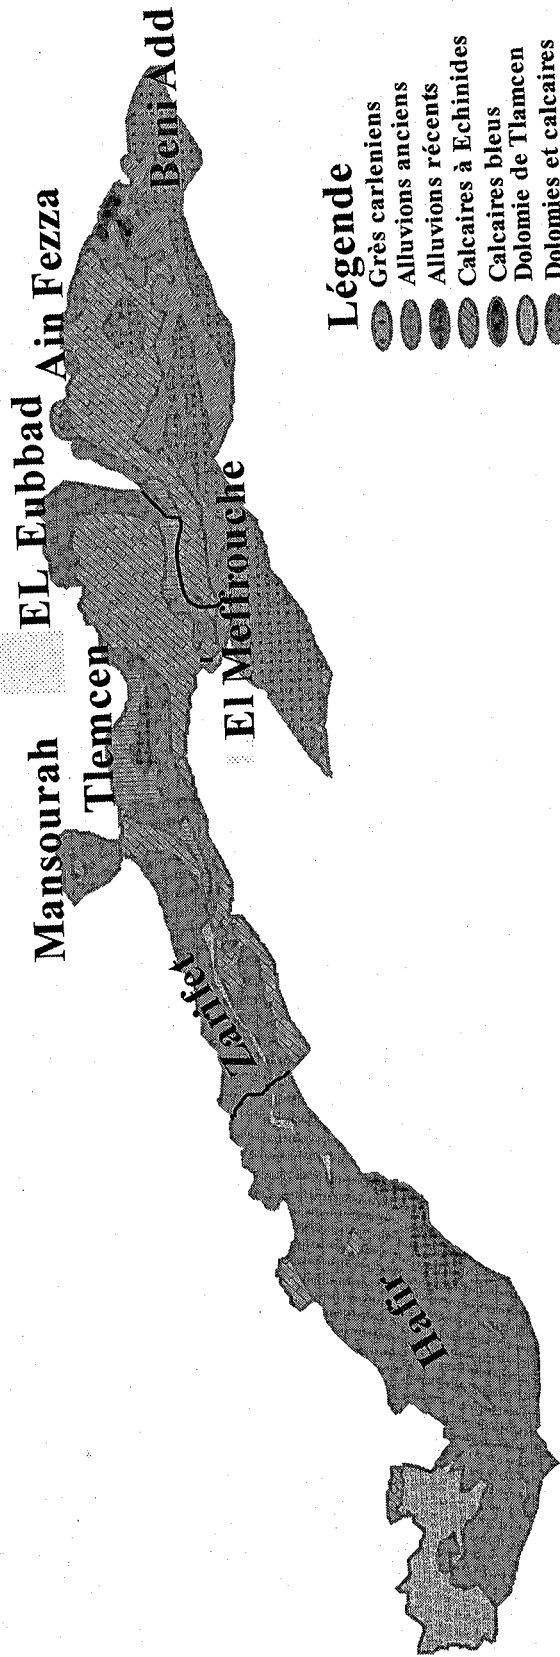 Mansourah
Tlemcen
EL Eubbad
Ain Fezza
Beni Add
El Meffrouche
Zarifet
Hafir
Légende
Grès carleniens
Alluvions anciens
Alluvions récents
Calcaires à Echinides
Calcaires bleus
Dolomie de Tlamcen
Dolomies et calcaires